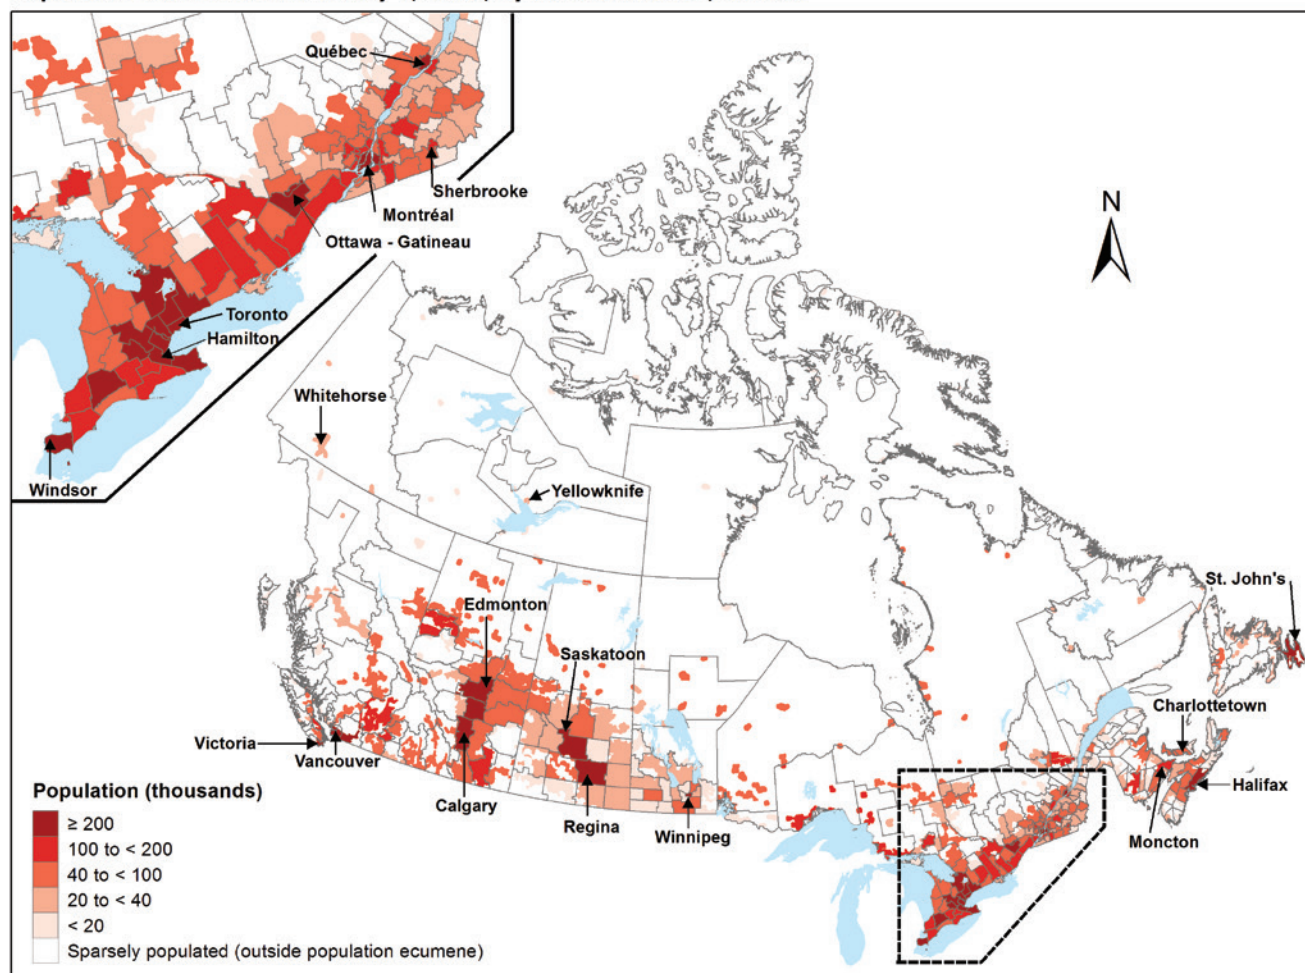 Québec
Sherbrooke
Montréal
Ottawa - Gatineau
Toronto
Hamilton
Windsor
N
Whitehorse
Yellowknife
Edmonton
Saskatoon
St. John's
Charlottetown
Victoria
Vancouver
Calgary
Regina
Winnipeg
Halifax
Moncton
Population (thousands)
≥ 200
100 to < 200
40 to < 100
20 to < 40
< 20
Sparsely populated (outside population ecumene)